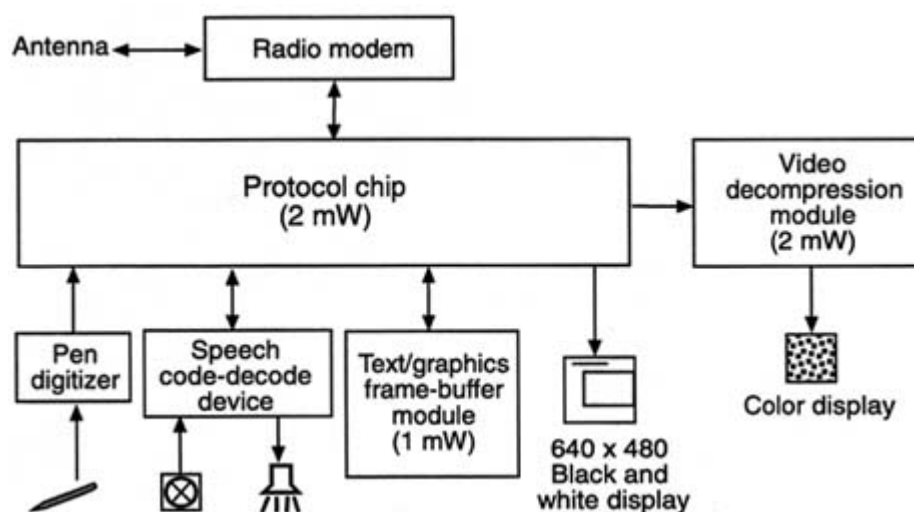 Antenna
Radio modem
Protocol chip
(2 mW)
Video
decompression
module
(2 mW)
Pen
digitizer
Speech
code-decode
device
Text/graphics
frame-buffer
module
(1 mW)
640 x 480
Black and
white display
Color display